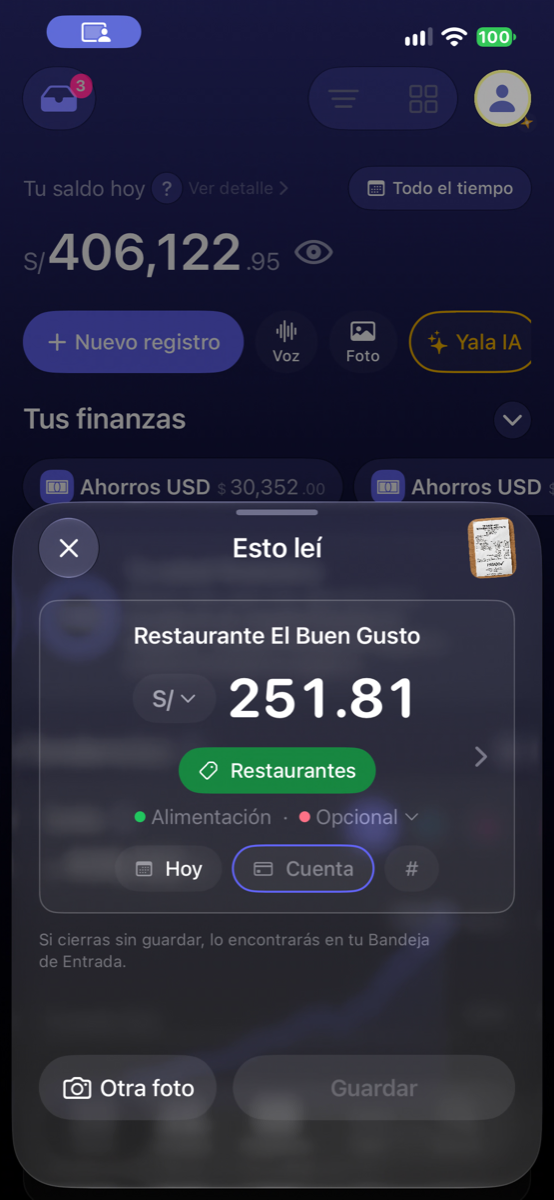 100
3
Tu saldo hoy ? Ver detalle >
Todo el tiempo
S/406,122.95
+ Nuevo registro
Voz
Foto
Yala IA
Tus finanzas
Ahorros USD $30,352.00
Ahorros USD $
Esto leí
Restaurante El Buen Gusto
S/ 251.81
Restaurantes
Alimentación · Opcional
Hoy
Cuenta
#
Si cierras sin guardar, lo encontrarás en tu Bandeja
de Entrada.
Otra foto
Guardar